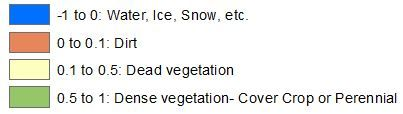 -1 to 0: Water, Ice, Snow, etc.
0 to 0.1: Dirt
0.1 to 0.5: Dead vegetation
0.5 to 1: Dense vegetation- Cover Crop or Perennial